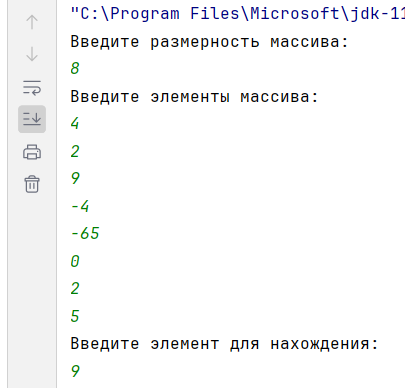 "C:\Program Files\Microsoft\jdk-11
Введите размерность массива:
8
Введите элементы массива:
4
2
9
-4
-65
0
2
5
Введите элемент для нахождения:
9